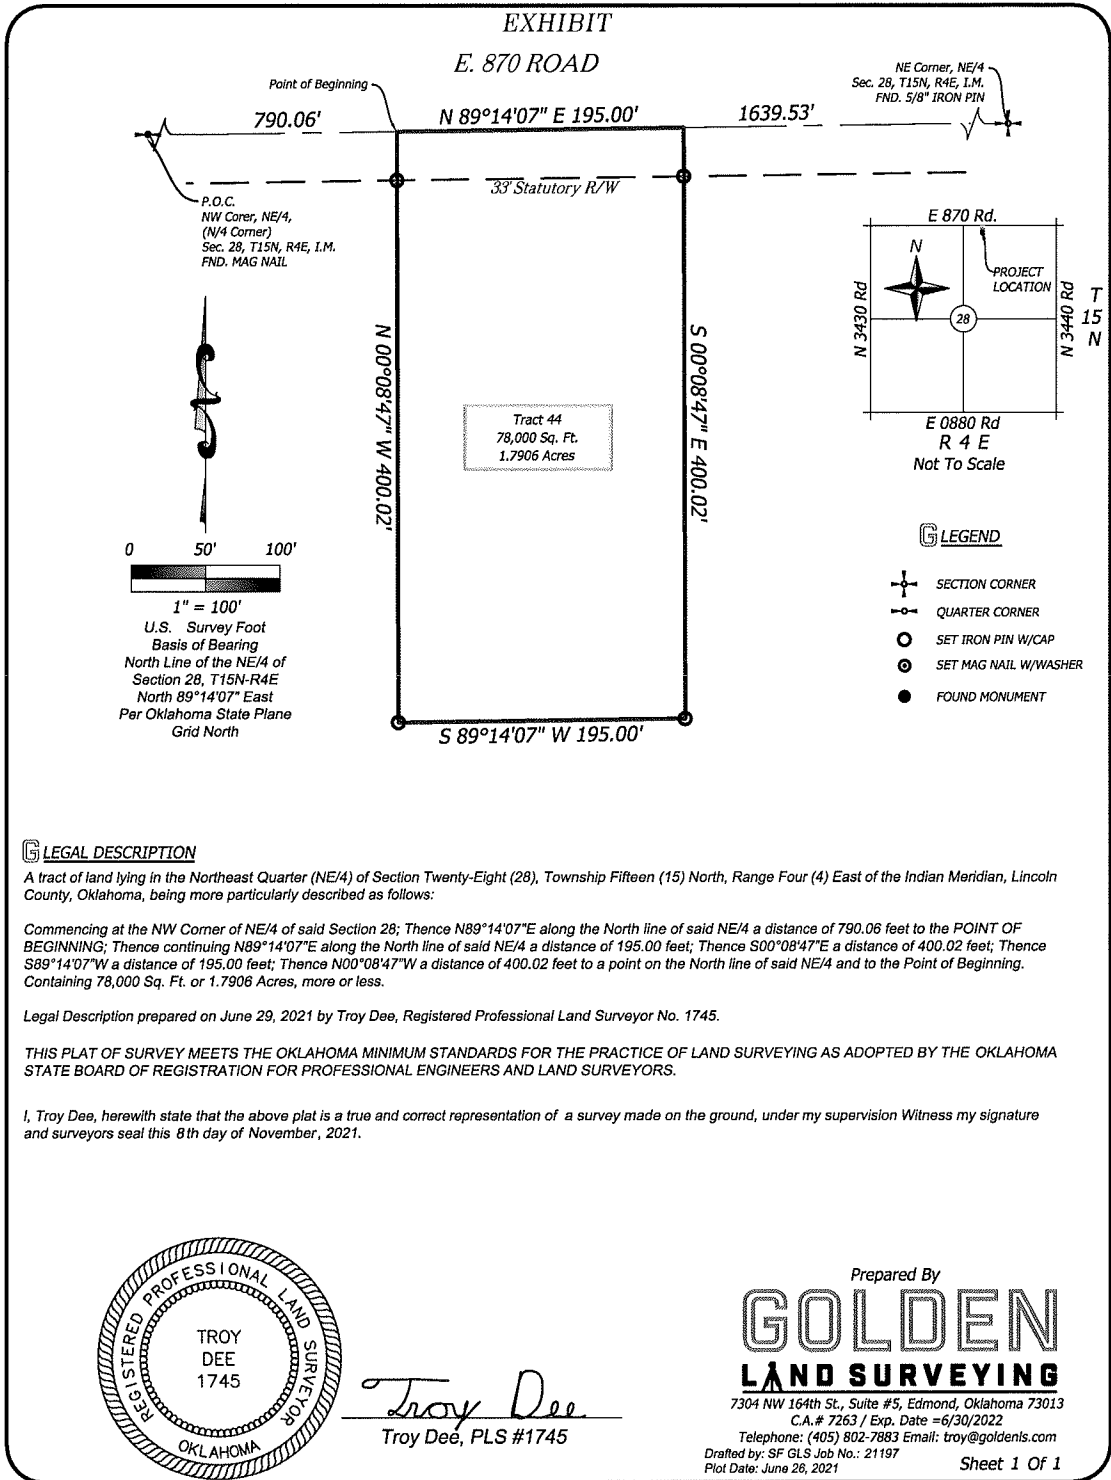 EXHIBIT
E. 870 ROAD
Point of Beginning
NE Corner, NE/4
Sec. 28, T15N, R4E, I.M.
FND. 5/8" IRON PIN
790.06'
N 89°14'07" E 195.00'
1639.53'
33' Statutory R/W
P.O.C.
NW Corer, NE/4,
(N/4 Corner)
Sec. 28, T15N, R4E, I.M.
FND. MAG NAIL
E 870 Rd.
N
PROJECT
LOCATION
N 3430 Rd
28
N 3440 Rd
T
15
N
E 0880 Rd
R 4 E
Not To Scale
N 00°08'47" W 400.02'
S 00°08'47" E 400.02'
Tract 44
78,000 Sq. Ft.
1.7906 Acres
0 50' 100'
1" = 100'
U.S. Survey Foot
Basis of Bearing
North Line of the NE/4 of
Section 28, T15N-R4E
North 89°14'07" East
Per Oklahoma State Plane
Grid North
G LEGEND
SECTION CORNER
QUARTER CORNER
SET IRON PIN W/CAP
SET MAG NAIL W/WASHER
FOUND MONUMENT
S 89°14'07" W 195.00'
G LEGAL DESCRIPTION
A tract of land lying in the Northeast Quarter (NE/4) of Section Twenty-Eight (28), Township Fifteen (15) North, Range Four (4) East of the Indian Meridian, Lincoln
County, Oklahoma, being more particularly described as follows:
Commencing at the NW Corner of NE/4 of said Section 28; Thence N89°14'07"E along the North line of said NE/4 a distance of 790.06 feet to the POINT OF
BEGINNING; Thence continuing N89°14'07"E along the North line of said NE/4 a distance of 195.00 feet; Thence S00°08'47"E a distance of 400.02 feet; Thence
S89°14'07"W a distance of 195.00 feet; Thence N00°08'47"W a distance of 400.02 feet to a point on the North line of said NE/4 and to the Point of Beginning.
Containing 78,000 Sq. Ft. or 1.7906 Acres, more or less.
Legal Description prepared on June 29, 2021 by Troy Dee, Registered Professional Land Surveyor No. 1745.
THIS PLAT OF SURVEY MEETS THE OKLAHOMA MINIMUM STANDARDS FOR THE PRACTICE OF LAND SURVEYING AS ADOPTED BY THE OKLAHOMA
STATE BOARD OF REGISTRATION FOR PROFESSIONAL ENGINEERS AND LAND SURVEYORS.
I, Troy Dee, herewith state that the above plat is a true and correct representation of a survey made on the ground, under my supervision Witness my signature
and surveyors seal this 8th day of November, 2021.
REGISTERED PROFESSIONAL LAND SURVEYOR
TROY
DEE
1745
OKLAHOMA
Troy Dee
Troy Dee, PLS #1745
Prepared By
GOLDEN
LAND SURVEYING
7304 NW 164th St., Suite #5, Edmond, Oklahoma 73013
C.A.# 7263 / Exp. Date =6/30/2022
Telephone: (405) 802-7883 Email: troy@goldenls.com
Drafted by: SF GLS Job No.: 21197
Plot Date: June 26, 2021
Sheet 1 Of 1